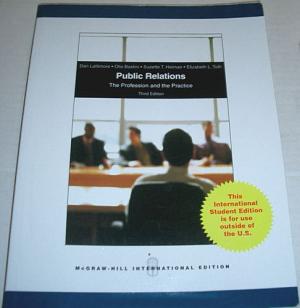 Dan Lattimore • Otis Baskin • Suzette T. Heiman • Elizabeth L. Toth
Public Relations
The Profession and the Practice
Third Edition
This
International
Student Edition
is for use
outside of
the U.S.
McGRAW-HILL INTERNATIONAL EDITION